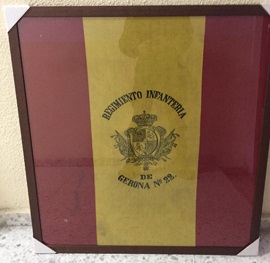 REGIMIENTO INFANTERIA
DE
GERONA Nº 22.